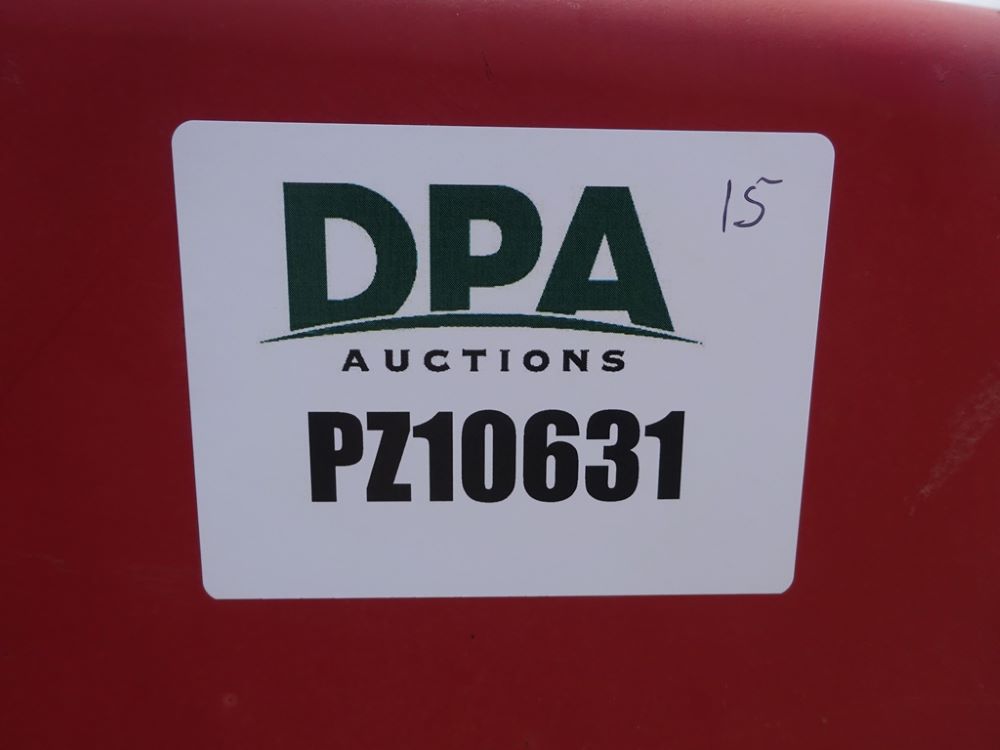 15
DPA
AUCTIONS
PZ10631